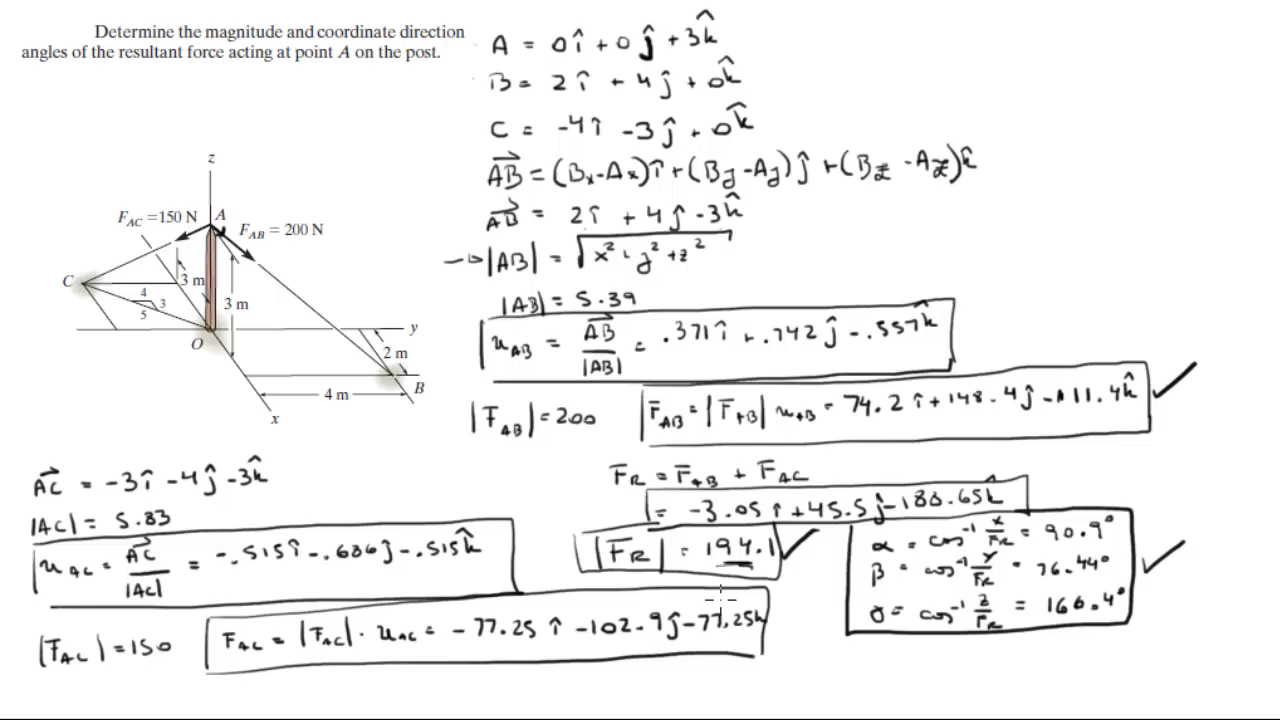 Determine the magnitude and coordinate direction
angles of the resultant force acting at point A on the post.
A = 0î + 0ĵ + 3k̂
B = 2î + 4ĵ + 0k̂
C = -4î -3ĵ + 0k̂
AB⃗ = (Bx-Ax)î + (By-Ay)ĵ + (Bz-Az)k̂
AB⃗ = 2î + 4ĵ -3k̂
→ |AB| = √x² + y² + z²
|AB| = 5.39
u_AB = AB⃗/|AB| = .371î + .742ĵ - .557k̂
|F_AB| = 200
F_AB = |F_AB| u_AB = 74.2î + 148.4ĵ - 111.4k̂
z
F_AC = 150 N
A
F_AB = 200 N
C
3 m
4
3
5
3 m
O
y
2 m
4 m
B
x
AC⃗ = -3î -4ĵ -3k̂
|AC| = 5.83
u_AC = AC⃗/|AC| = -.515î - .686ĵ - .515k̂
|F_AC| = 150
F_AC = |F_AC| · u_AC = -77.25î -102.9ĵ -77.25k
F_R = F_AB + F_AC
= -3.05î + 45.5ĵ -188.65k̂
|F_R| = 194.1
α = cos⁻¹ x/F_R = 90.9°
β = cos⁻¹ y/F_R = 76.44°
γ = cos⁻¹ z/F_R = 166.4°